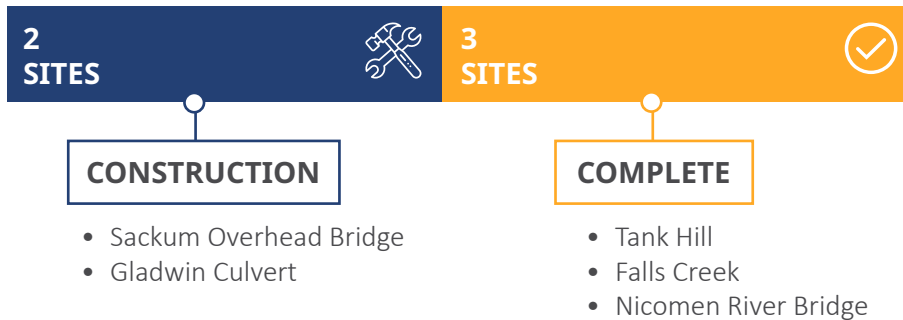 2
SITES
CONSTRUCTION
• Sackum Overhead Bridge
• Gladwin Culvert
3
SITES
COMPLETE
• Tank Hill
• Falls Creek
• Nicomen River Bridge